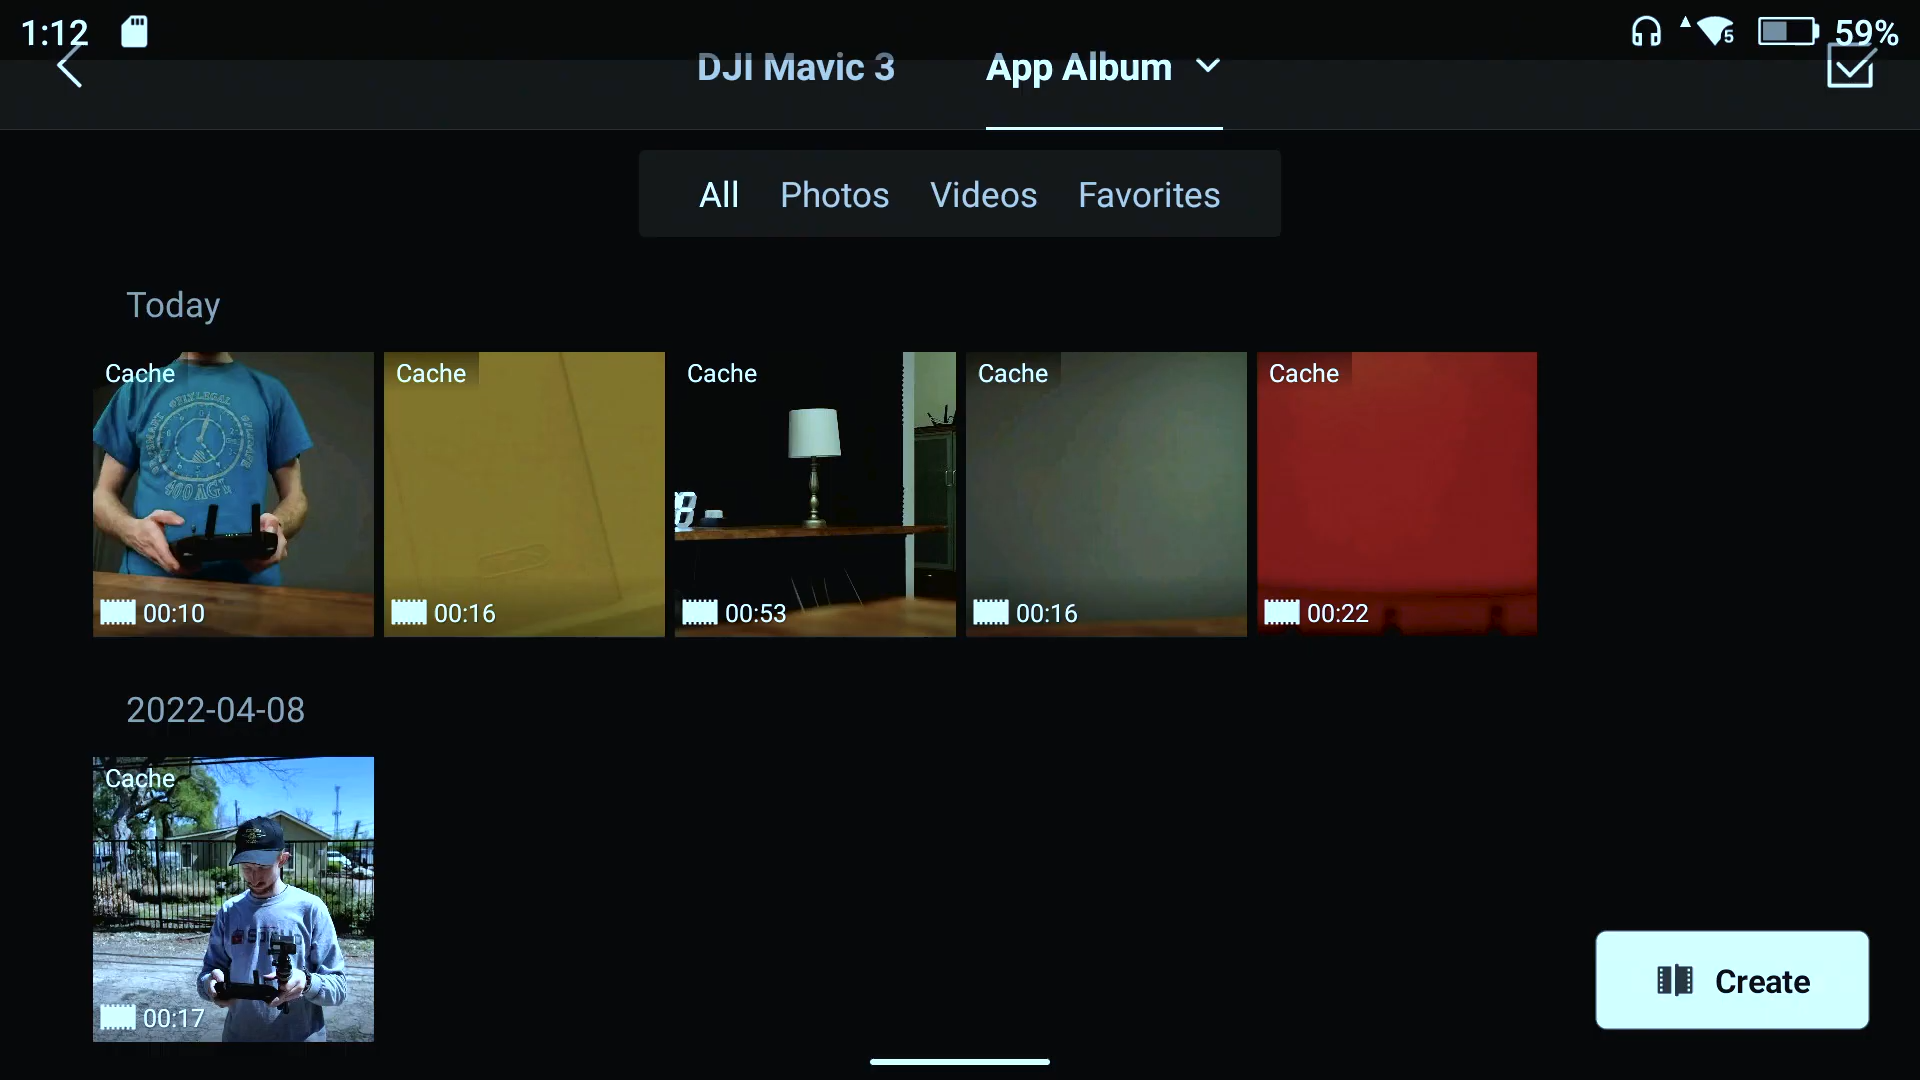 1:12
5
59%
DJI Mavic 3
App Album
All
Photos
Videos
Favorites
Today
Cache
00:10
Cache
00:16
Cache
00:53
Cache
00:16
Cache
00:22
2022-04-08
Cache
00:17
Create